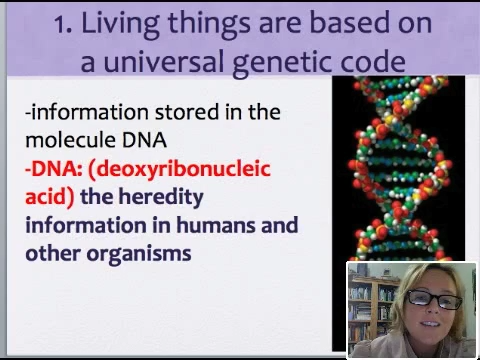 1. Living things are based on
a universal genetic code
-information stored in the
molecule DNA
-DNA: (deoxyribonucleic
acid) the heredity
information in humans and
other organisms